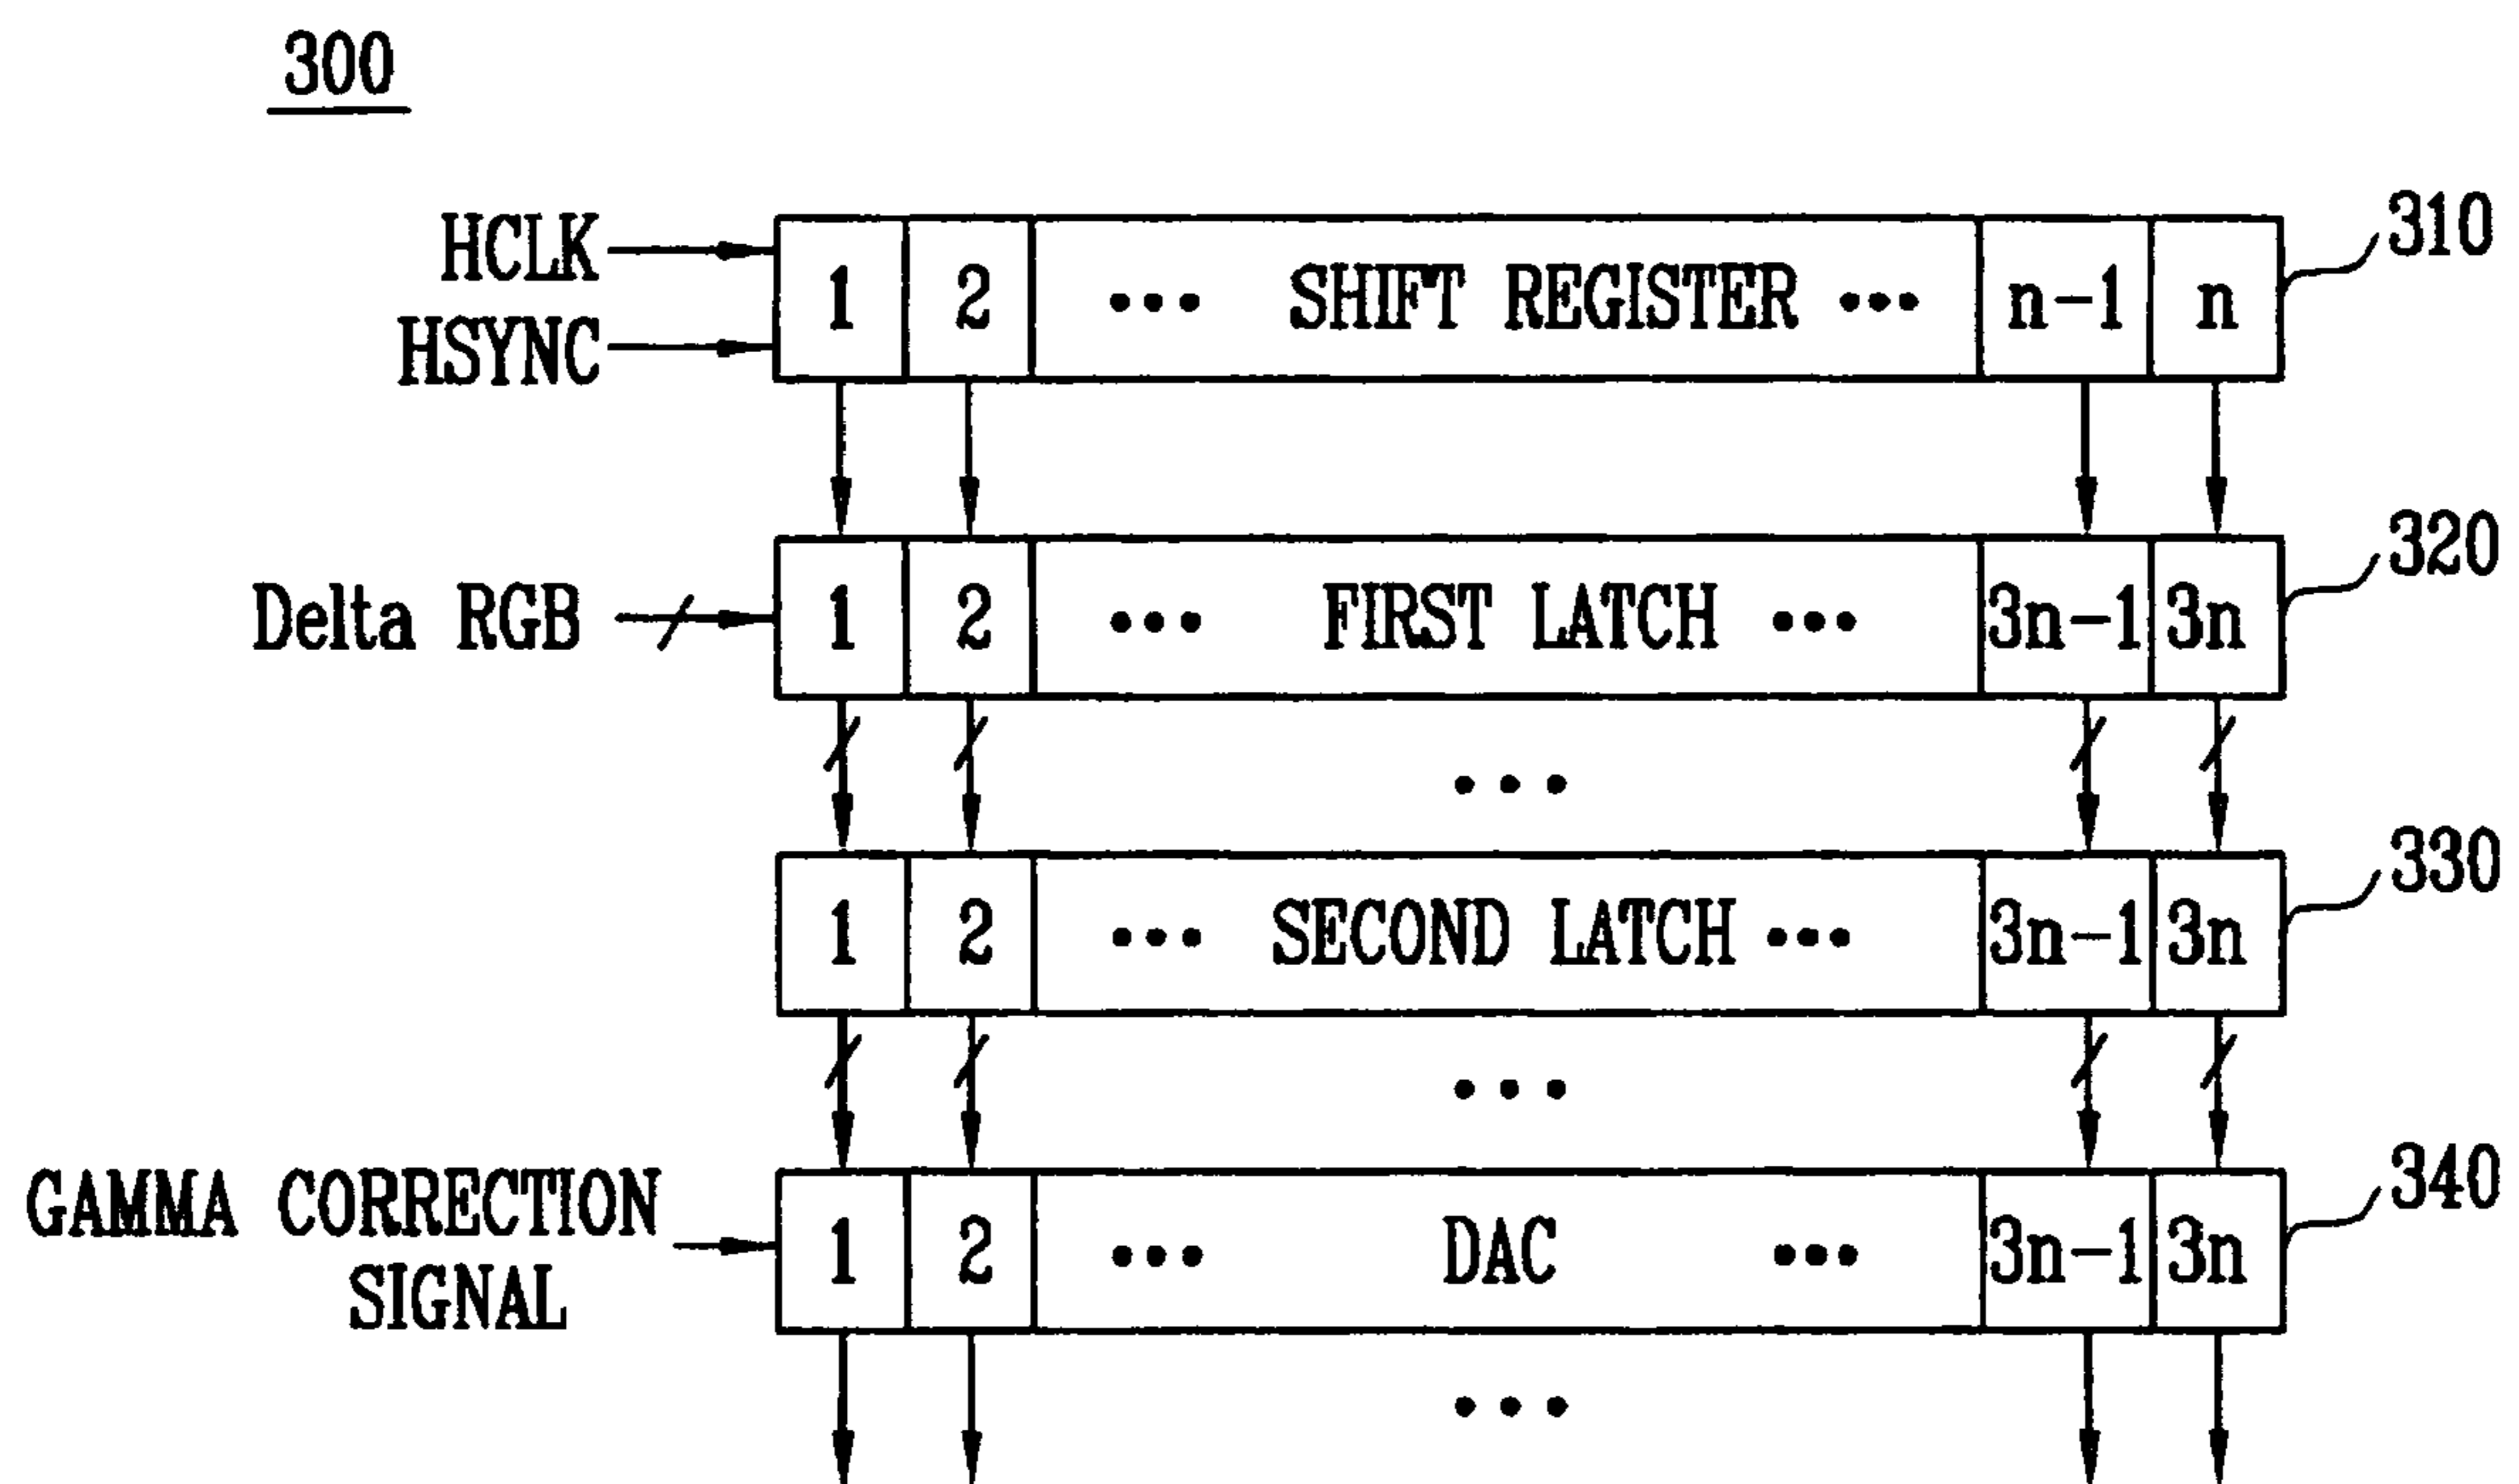 300
HCLK
HSYNC
1 2 ••• SHIFT REGISTER ••• n-1 n
310
Delta RGB
1 2 ••• FIRST LATCH ••• 3n-1 3n
320
•••
1 2 ••• SECOND LATCH ••• 3n-1 3n
330
•••
GAMMA CORRECTION
SIGNAL
1 2 ••• DAC ••• 3n-1 3n
340
•••